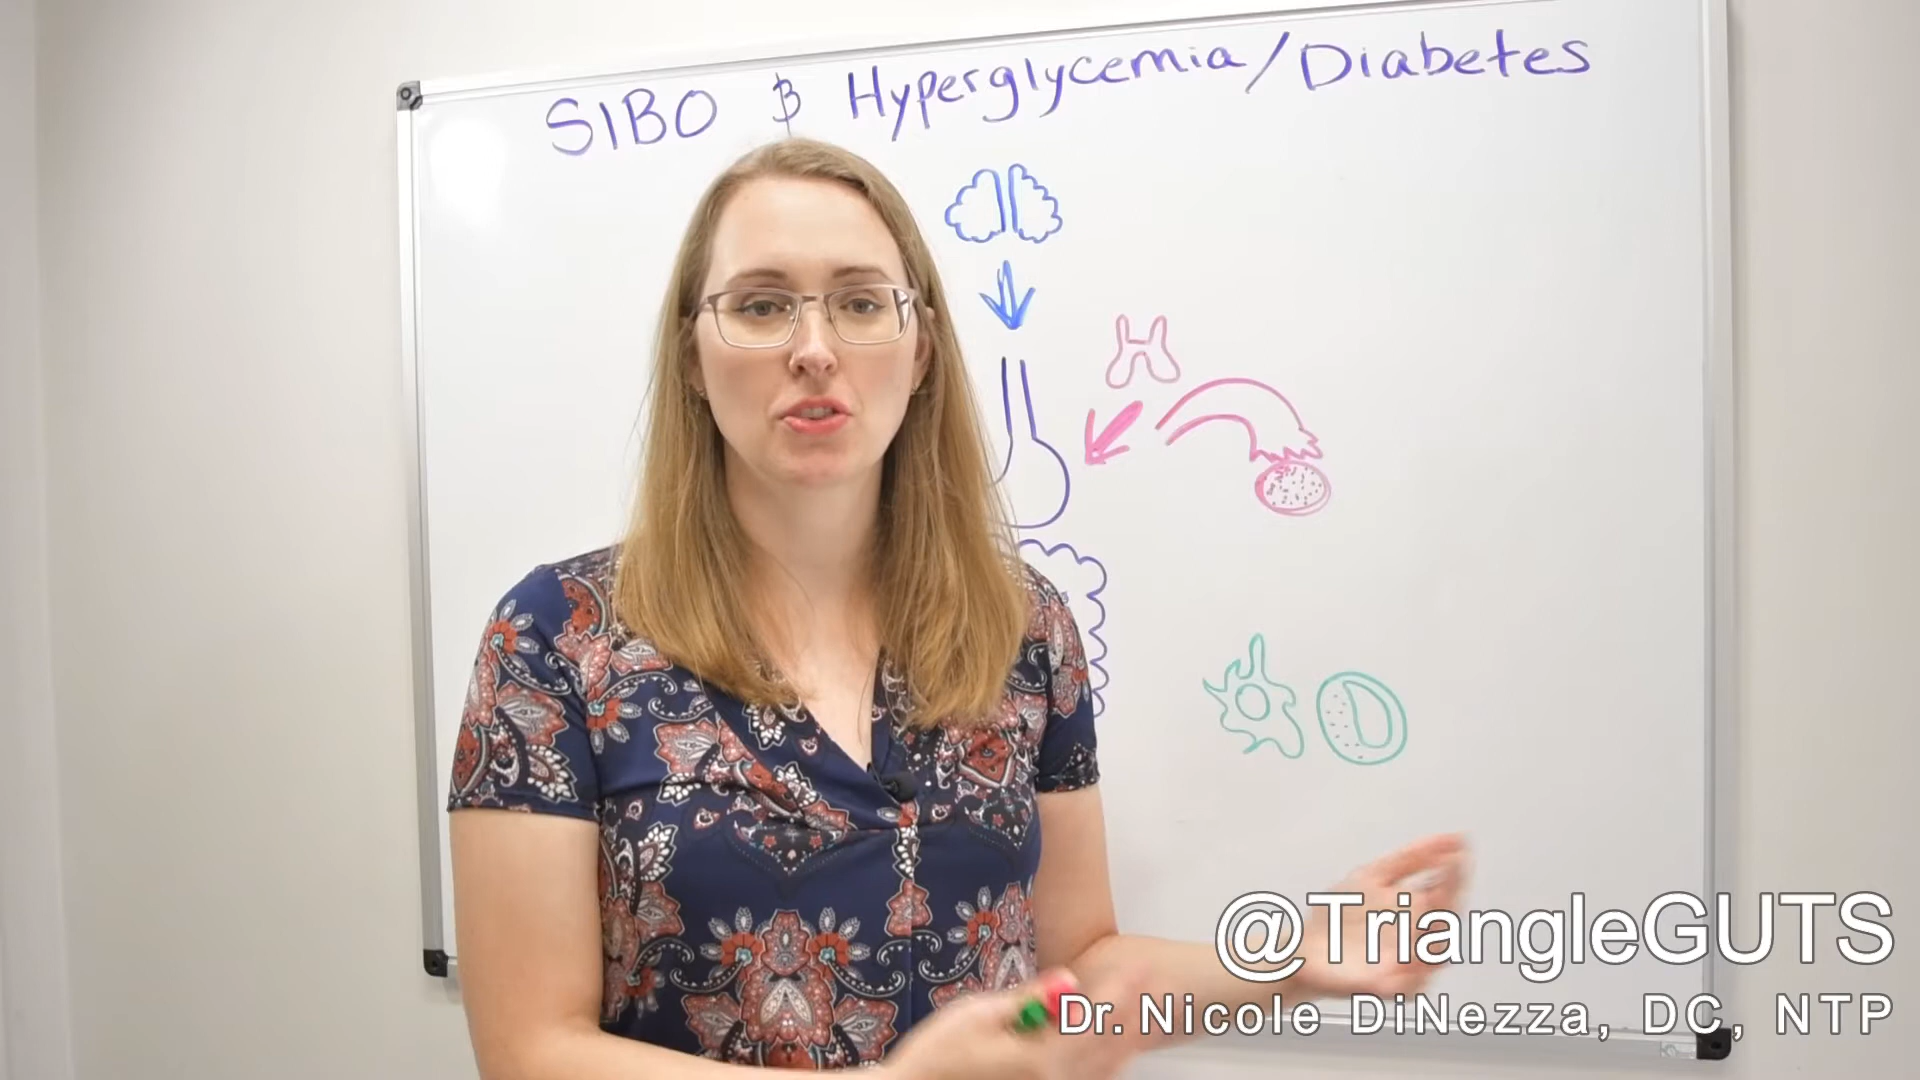 SIBO & Hyperglycemia/Diabetes
@TriangleGUTS
Dr. Nicole DiNezza, DC, NTP